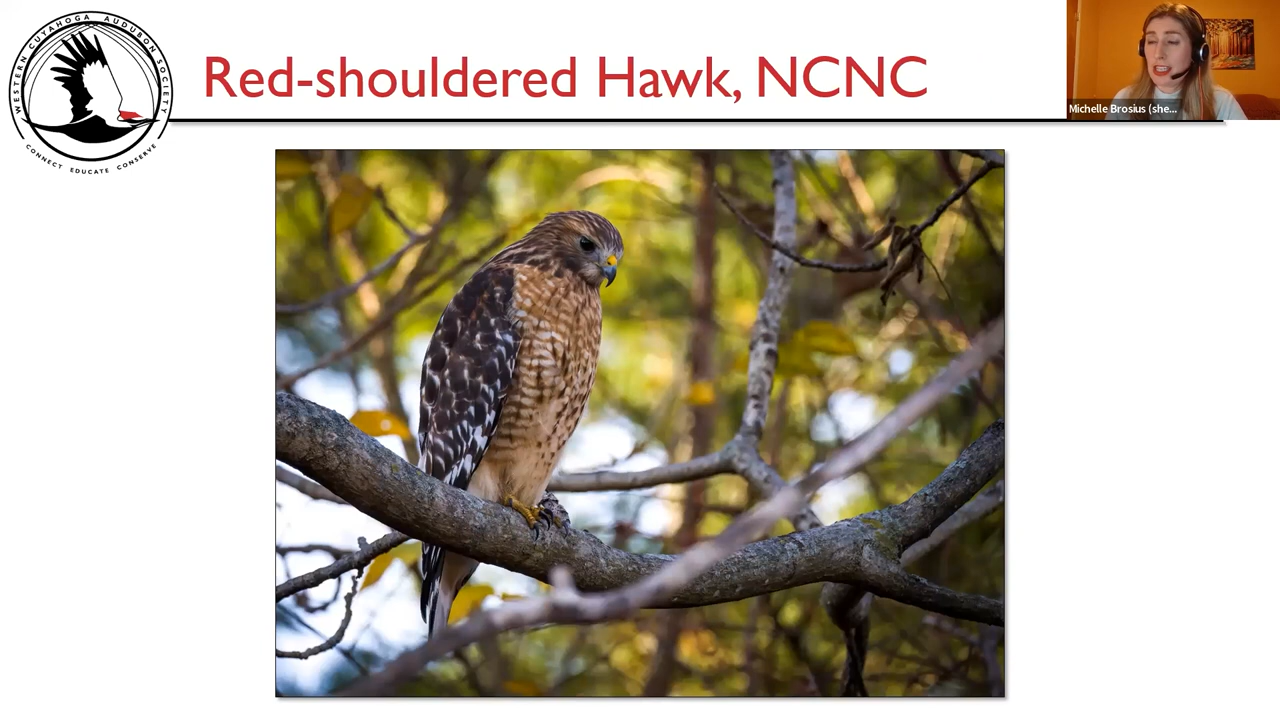 WESTERN CUYAHOGA AUDUBON SOCIETY
CONNECT EDUCATE CONSERVE
Red-shouldered Hawk, NCNC
Michelle Brosius (she...